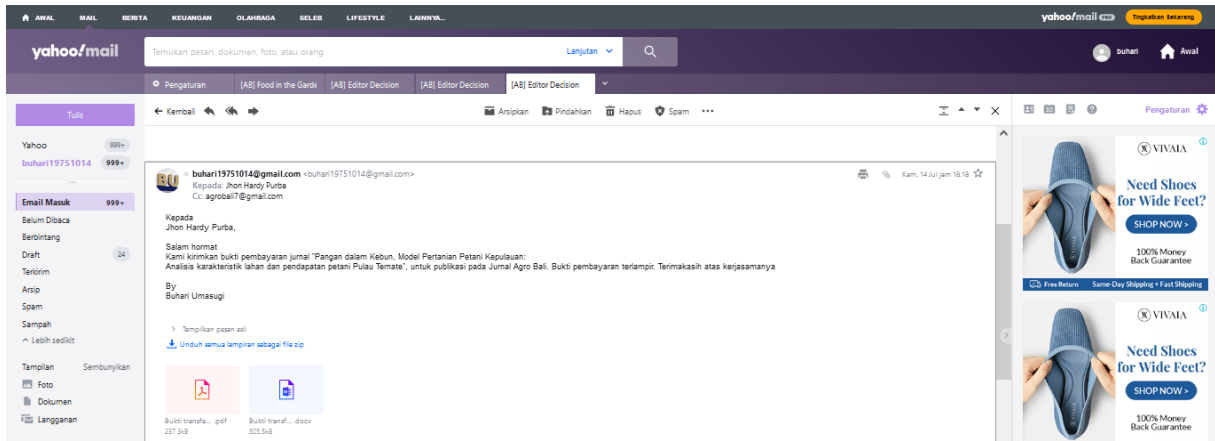 AWAL MAIL BERITA KEUANGAN OLAHRAGA SELEB LIFESTYLE LAINNYA...
yahoo!mail PRO Tingkatkan Sekarang
yahoo!mail
Temukan pesan, dokumen, foto, atau orang Lanjutan
buhari Awal
Pengaturan [AB] Food in the Garde [AB] Editor Decision [AB] Editor Decision [AB] Editor Decision
Tulis
Kembali Arsipkan Pindahkan Hapus Spam ...
Pengaturan
Yahoo 999+
buhari19751014 999+
...
Email Masuk 999+
Belum Dibaca
Berbintang
Draft 24
Terkirim
Arsip
Spam
Sampah
Lebih sedikit
Tampilan Sembunyikan
Foto
Dokumen
Langganan
BU
buhari19751014@gmail.com <buhari19751014@gmail.com>
Kam, 14 Jul jam 18.18
Kepada: Jhon Hardy Purba
Cc: agrobali7@gmail.com
Kepada
Jhon Hardy Purba,
Salam hormat
Kami kirimkan bukti pembayaran jurnal "Pangan dalam Kebun, Model Pertanian Petani Kepulauan:
Analisis karakteristik lahan dan pendapatan petani Pulau Ternate", untuk publikasi pada Jurnal Agro Bali. Bukti pembayaran terlampir. Terimakasih atas kerjasamanya
By
Buhari Umasugi
Tampilkan pesan asli
Unduh semua lampiran sebagai file zip
Bukti transfe... .pdf
237.3kB
Bukti transf... .docx
505.5kB
VIVAIA
Need Shoes
for Wide Feet?
SHOP NOW >
100% Money
Back Guarantee
Free Return Same-Day Shipping + Fast Shipping
VIVAIA
Need Shoes
for Wide Feet?
SHOP NOW >
100% Money
Back Guarantee